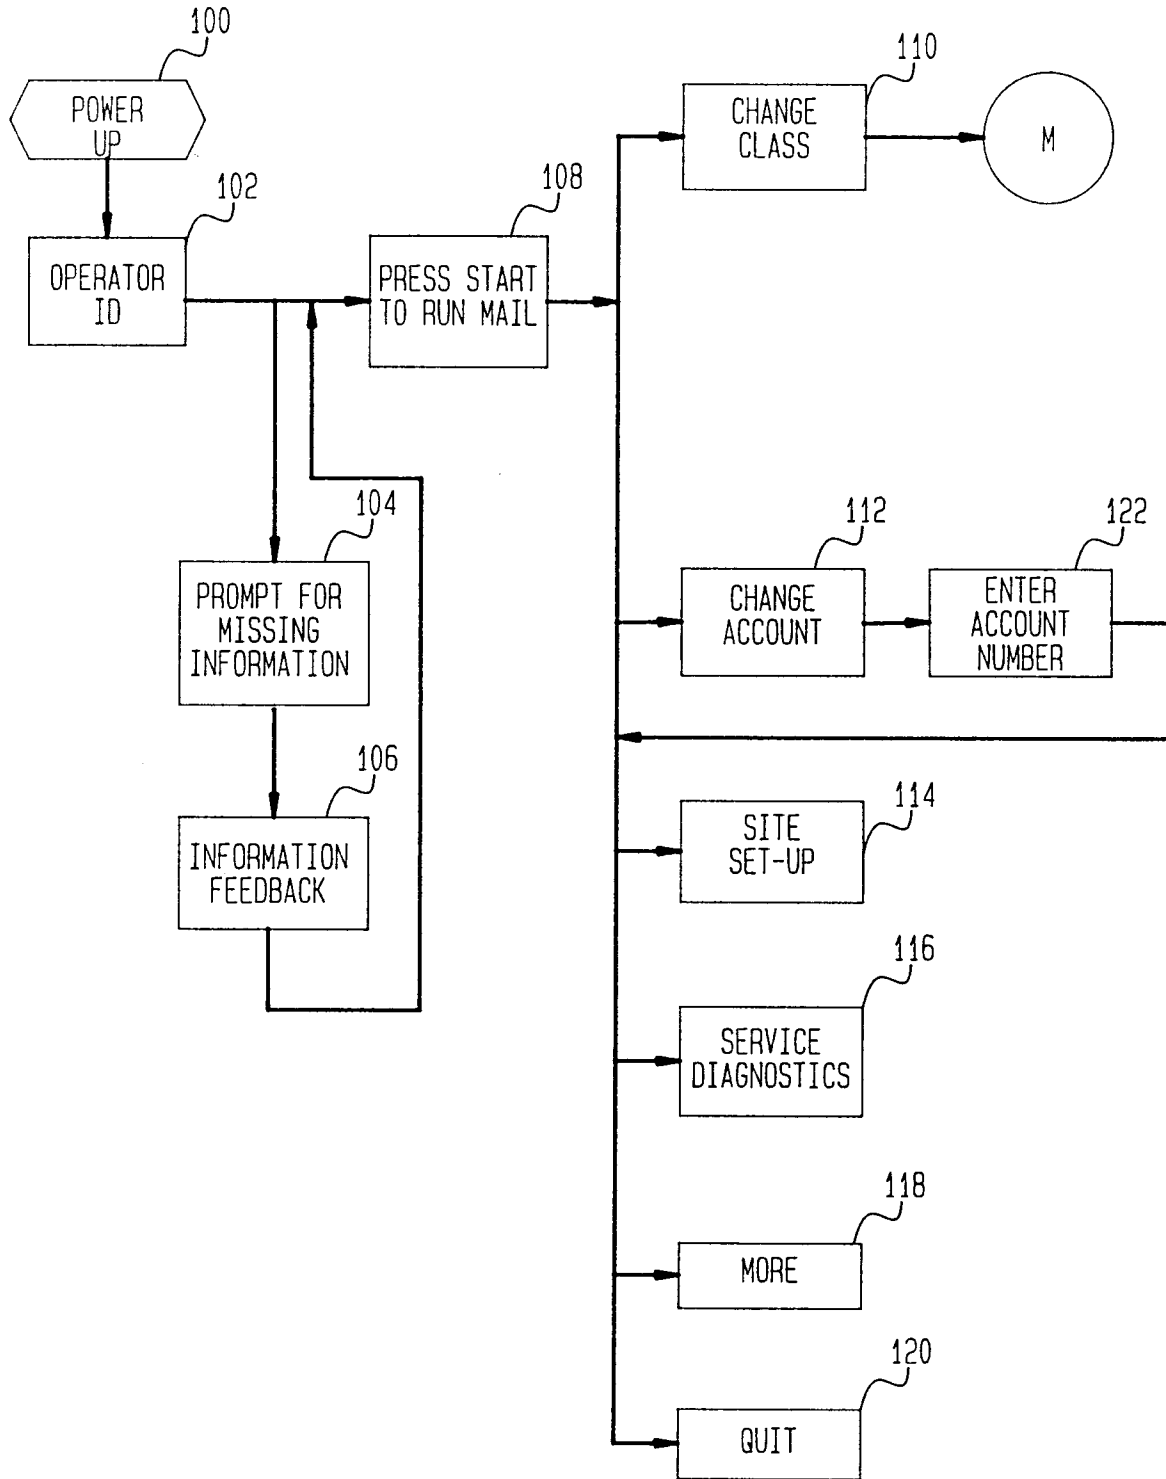 100
POWER
UP
102
OPERATOR
ID
108
PRESS START
TO RUN MAIL
110
CHANGE
CLASS
M
104
PROMPT FOR
MISSING
INFORMATION
106
INFORMATION
FEEDBACK
112
CHANGE
ACCOUNT
122
ENTER
ACCOUNT
NUMBER
114
SITE
SET-UP
116
SERVICE
DIAGNOSTICS
118
MORE
120
QUIT